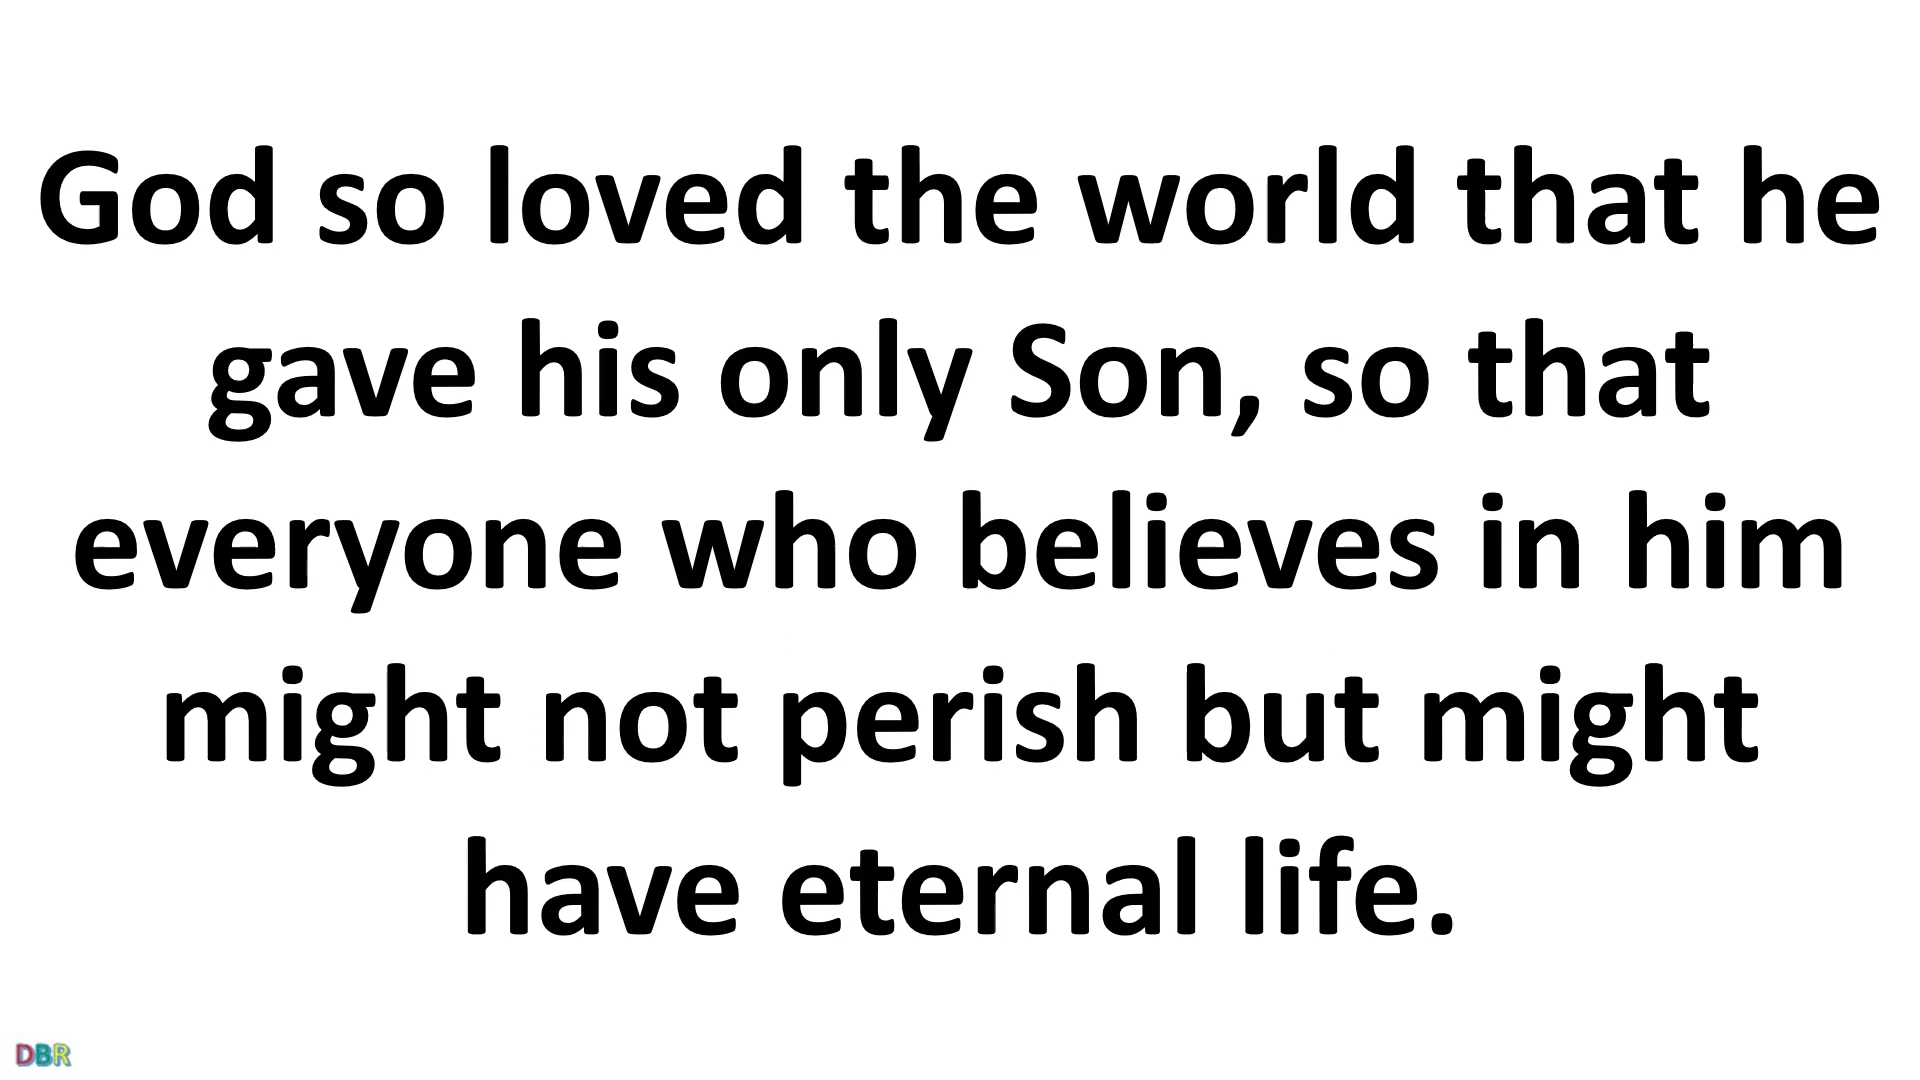 God so loved the world that he
gave his only Son, so that
everyone who believes in him
might not perish but might
have eternal life.
DBR